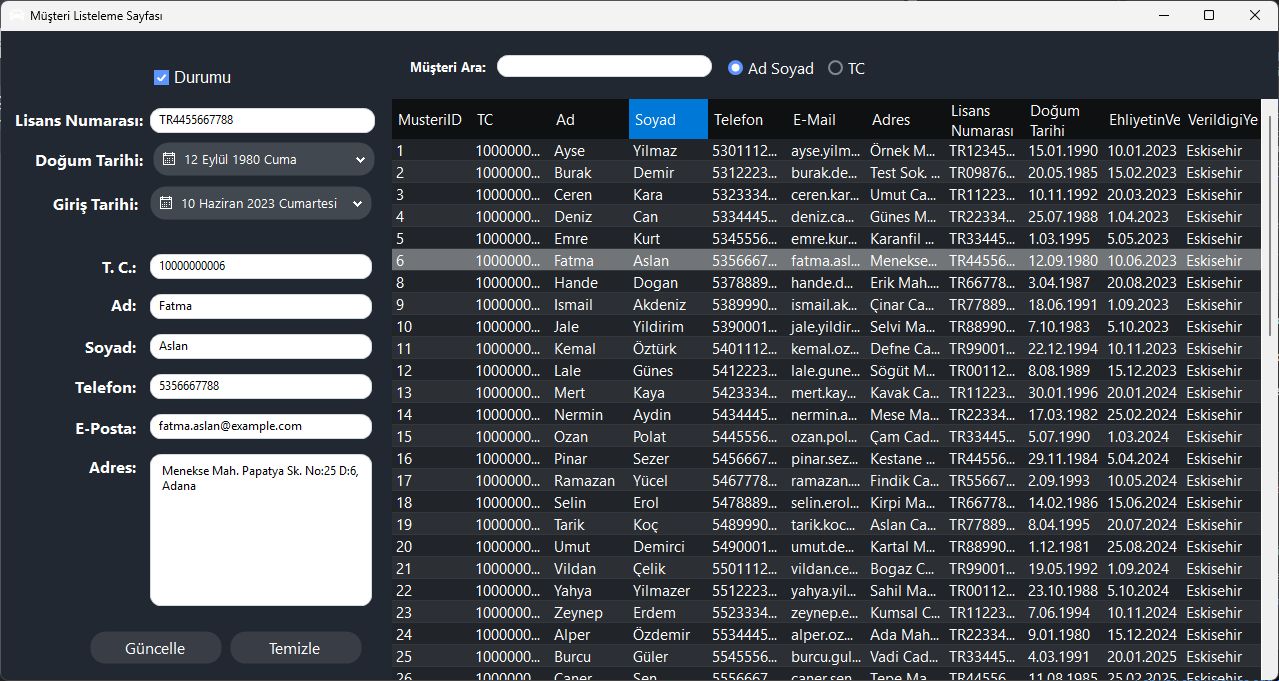 Müşteri Listeleme Sayfası
Durumu
Lisans Numarası: TR4455667788
Doğum Tarihi: 12 Eylül 1980 Cuma
Giriş Tarihi: 10 Haziran 2023 Cumartesi
T. C.: 10000000006
Ad: Fatma
Soyad: Aslan
Telefon: 5356667788
E-Posta: fatma.aslan@example.com
Adres: Menekse Mah. Papatya Sk. No:25 D:6,
Adana
Güncelle Temizle
Müşteri Ara: Ad Soyad TC
MusteriID TC Ad Soyad Telefon E-Mail Adres Lisans Numarası Doğum Tarihi EhliyetinVe VerildigiYe
1 1000000... Ayse Yilmaz 5301112... ayse.yilm... Örnek M... TR12345... 15.01.1990 10.01.2023 Eskisehir
2 1000000... Burak Demir 5312223... burak.de... Test Sok. ... TR09876... 20.05.1985 15.02.2023 Eskisehir
3 1000000... Ceren Kara 5323334... ceren.kar... Umut Ca... TR11223... 10.11.1992 20.03.2023 Eskisehir
4 1000000... Deniz Can 5334445... deniz.ca... Günes M... TR22334... 25.07.1988 1.04.2023 Eskisehir
5 1000000... Emre Kurt 5345556... emre.kur... Karanfil ... TR33445... 1.03.1995 5.05.2023 Eskisehir
6 1000000... Fatma Aslan 5356667... fatma.asl... Menekse... TR44556... 12.09.1980 10.06.2023 Eskisehir
8 1000000... Hande Dogan 5378889... hande.d... Erik Mah.... TR66778... 3.04.1987 20.08.2023 Eskisehir
9 1000000... Ismail Akdeniz 5389990... ismail.ak... Çinar Ca... TR77889... 18.06.1991 1.09.2023 Eskisehir
10 1000000... Jale Yildirim 5390001... jale.yildir... Selvi Ma... TR88990... 7.10.1983 5.10.2023 Eskisehir
11 1000000... Kemal Öztürk 5401112... kemal.oz... Defne Ca... TR99001... 22.12.1994 10.11.2023 Eskisehir
12 1000000... Lale Günes 5412223... lale.gune... Sögüt M... TR00112... 8.08.1989 15.12.2023 Eskisehir
13 1000000... Mert Kaya 5423334... mert.kay... Kavak Ca... TR11223... 30.01.1996 20.01.2024 Eskisehir
14 1000000... Nermin Aydin 5434445... nermin.a... Mese Ma... TR22334... 17.03.1982 25.02.2024 Eskisehir
15 1000000... Ozan Polat 5445556... ozan.pol... Çam Cad... TR33445... 5.07.1990 1.03.2024 Eskisehir
16 1000000... Pinar Sezer 5456667... pinar.sez... Kestane ... TR44556... 29.11.1984 5.04.2024 Eskisehir
17 1000000... Ramazan Yücel 5467778... ramazan... Findik Ca... TR55667... 2.09.1993 10.05.2024 Eskisehir
18 1000000... Selin Erol 5478889... selin.erol... Kirpi Ma... TR66778... 14.02.1986 15.06.2024 Eskisehir
19 1000000... Tarik Koç 5489990... tarik.koc... Aslan Ca... TR77889... 8.04.1995 20.07.2024 Eskisehir
20 1000000... Umut Demirci 5490001... umut.de... Kartal M... TR88990... 1.12.1981 25.08.2024 Eskisehir
21 1000000... Vildan Çelik 5501112... vildan.ce... Bogaz C... TR99001... 19.05.1992 1.09.2024 Eskisehir
22 1000000... Yahya Yilmazer 5512223... yahya.yil... Sahil Ma... TR00112... 23.10.1988 5.10.2024 Eskisehir
23 1000000... Zeynep Erdem 5523334... zeynep.e... Kumsal C... TR11223... 7.06.1994 10.11.2024 Eskisehir
24 1000000... Alper Özdemir 5534445... alper.oz... Ada Mah... TR22334... 9.01.1980 15.12.2024 Eskisehir
25 1000000... Burcu Güler 5545556... burcu.gul... Vadi Cad... TR33445... 4.03.1991 20.01.2025 Eskisehir
26 1000000... Caner Sen 5556667... caner.sen... Tepe Ma... TR44556... 11.08.1985 25.02.2025 Eskisehir